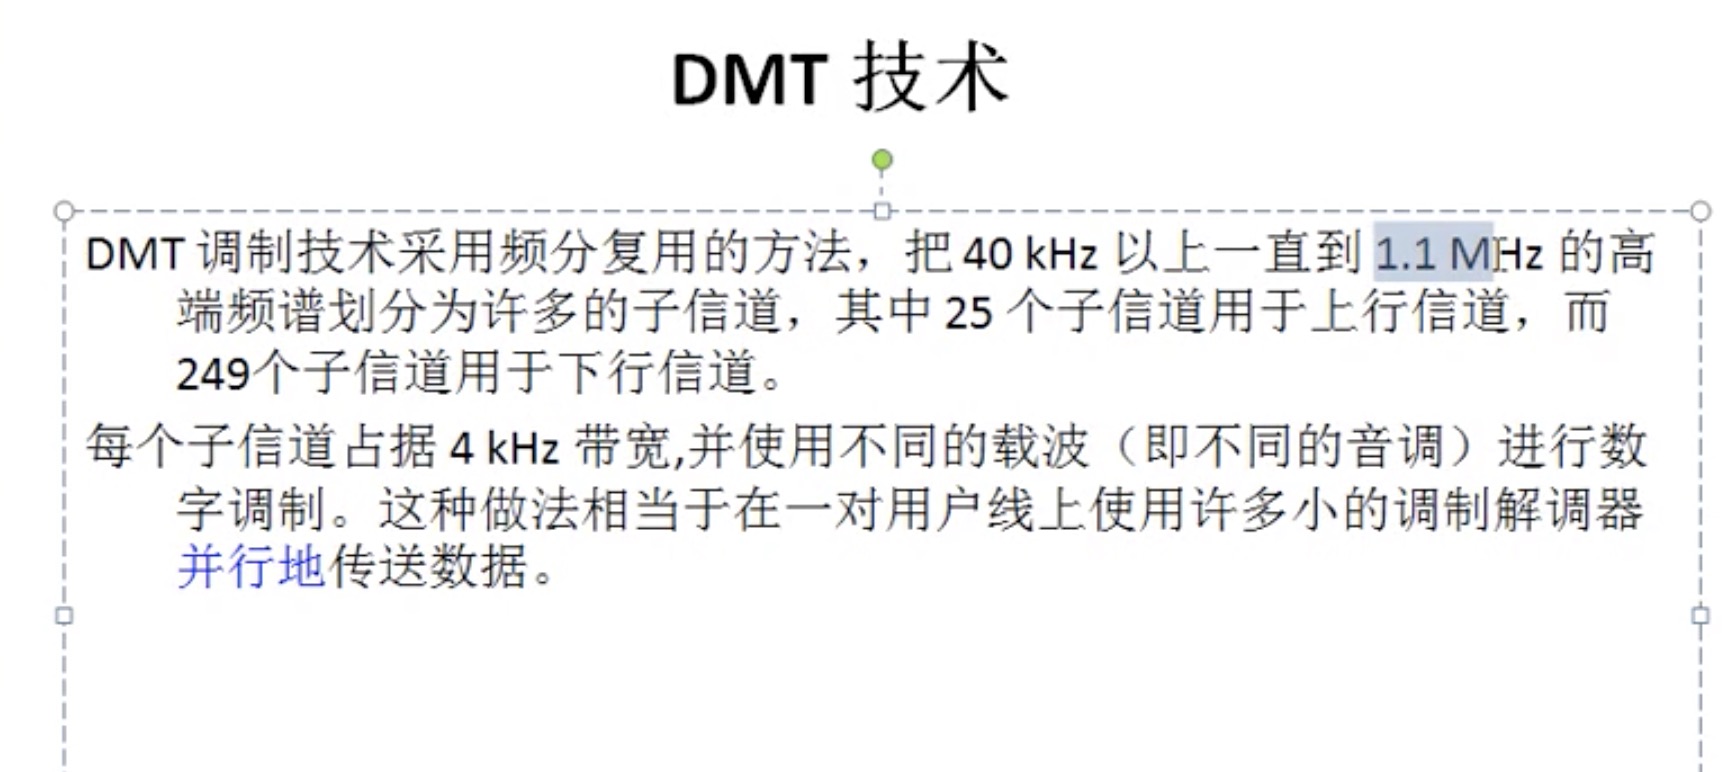 DMT 技术
DMT 调制技术采用频分复用的方法，把 40 kHz 以上一直到 1.1 MHz 的高
端频谱划分为许多的子信道，其中 25 个子信道用于上行信道，而
249个子信道用于下行信道。
每个子信道占据 4 kHz 带宽,并使用不同的载波（即不同的音调）进行数
字调制。这种做法相当于在一对用户线上使用许多小的调制解调器
并行地传送数据。